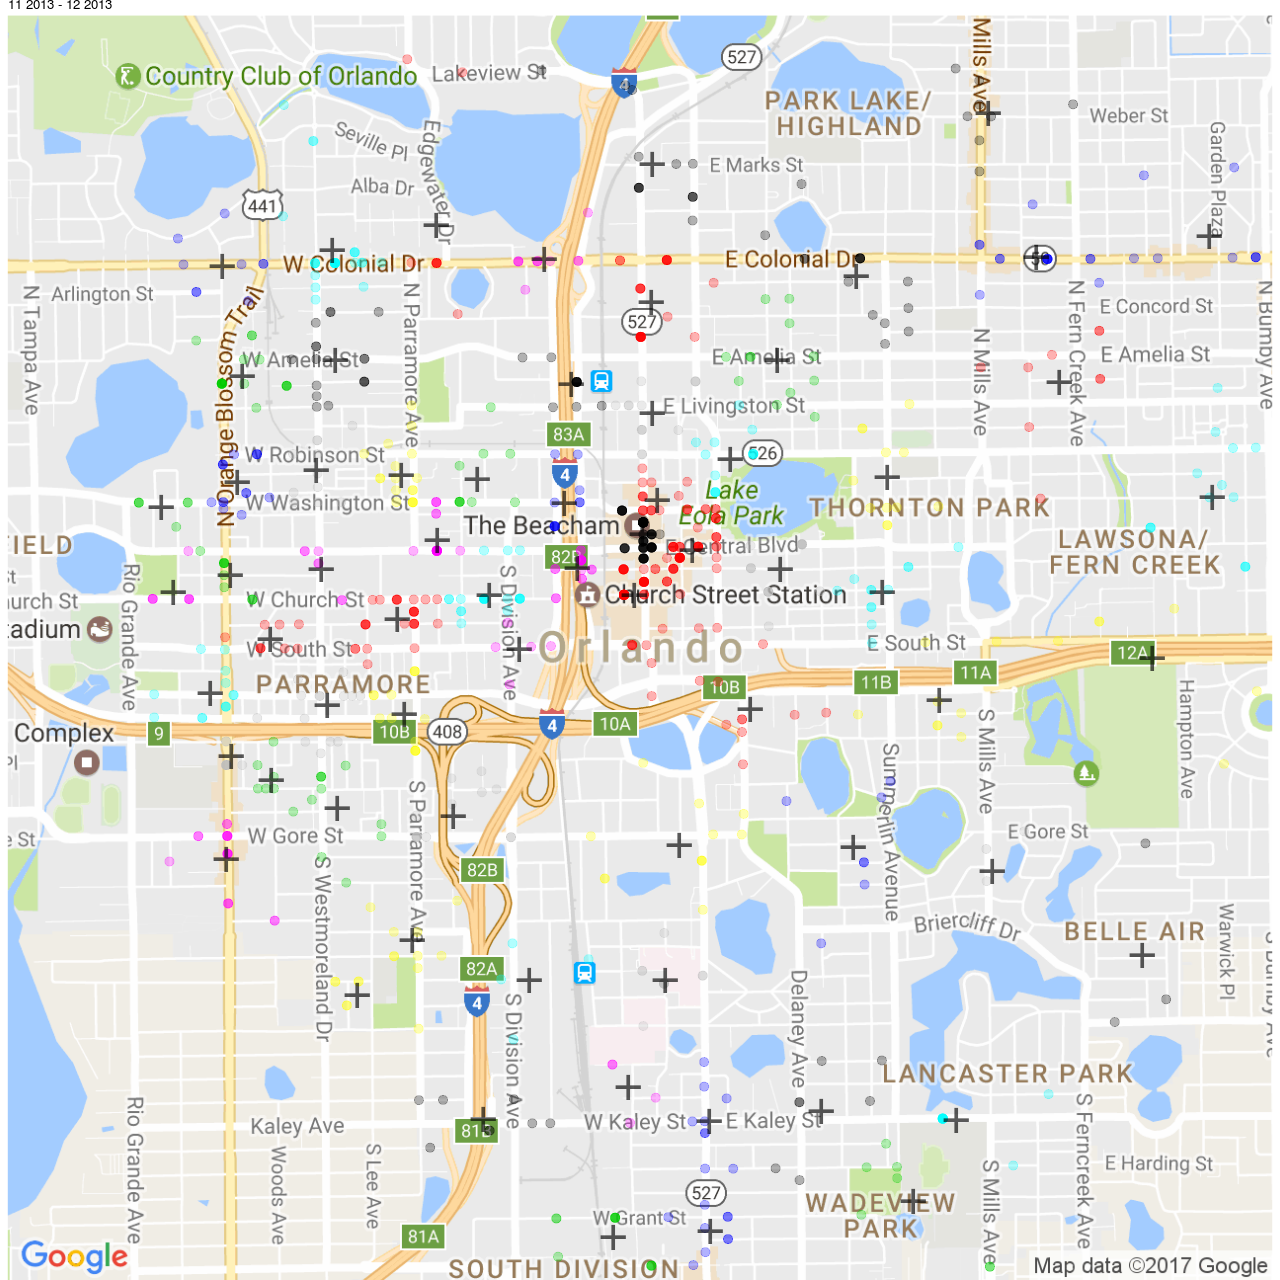 11 2013 - 12 2013
Country Club of Orlando
Lakeview St
4
527
PARK LAKE/
HIGHLAND
Mills Ave
Weber St
Garden Plaza
Seville Pl
Edgewater Dr
Alba Dr
E Marks St
441
W Colonial Dr
E Colonial Dr
Arlington St
N Tampa Ave
N Orange Blossom Trail
N Parramore Ave
527
E Concord St
N Fern Creek Ave
N Bumby Ave
W Amelia St
E Amelia St
E Amelia St
N Mills Ave
E Livingston St
83A
W Robinson St
526
4
W Washington St
Lake
Eola Park
THORNTON PARK
The Beacham
FIELD
E Central Blvd
LAWSONA/
FERN CREEK
82B
Rio Grande Ave
S Division Ave
W Church St
Church Street Station
W South St
Orlando
E South St
12A
11A
11B
10B
PARRAMORE
Hampton Ave
S Mills Ave
9
10B
408
4
10A
Complex
Summerlin Avenue
S Parramore Ave
W Gore St
E Gore St
82B
S Westmoreland Dr
Briercliff Dr
BELLE AIR
Warwick Pl
82A
4
S Division Ave
Delaney Ave
S Bumby Ave
LANCASTER PARK
Rio Grande Ave
Kaley Ave
W Kaley St
E Kaley St
S Ferncreek Ave
Woods Ave
S Lee Ave
S Mills Ave
E Harding St
527
WADEVIEW
PARK
W Grant St
81A
Google
SOUTH DIVISION
Map data ©2017 Google